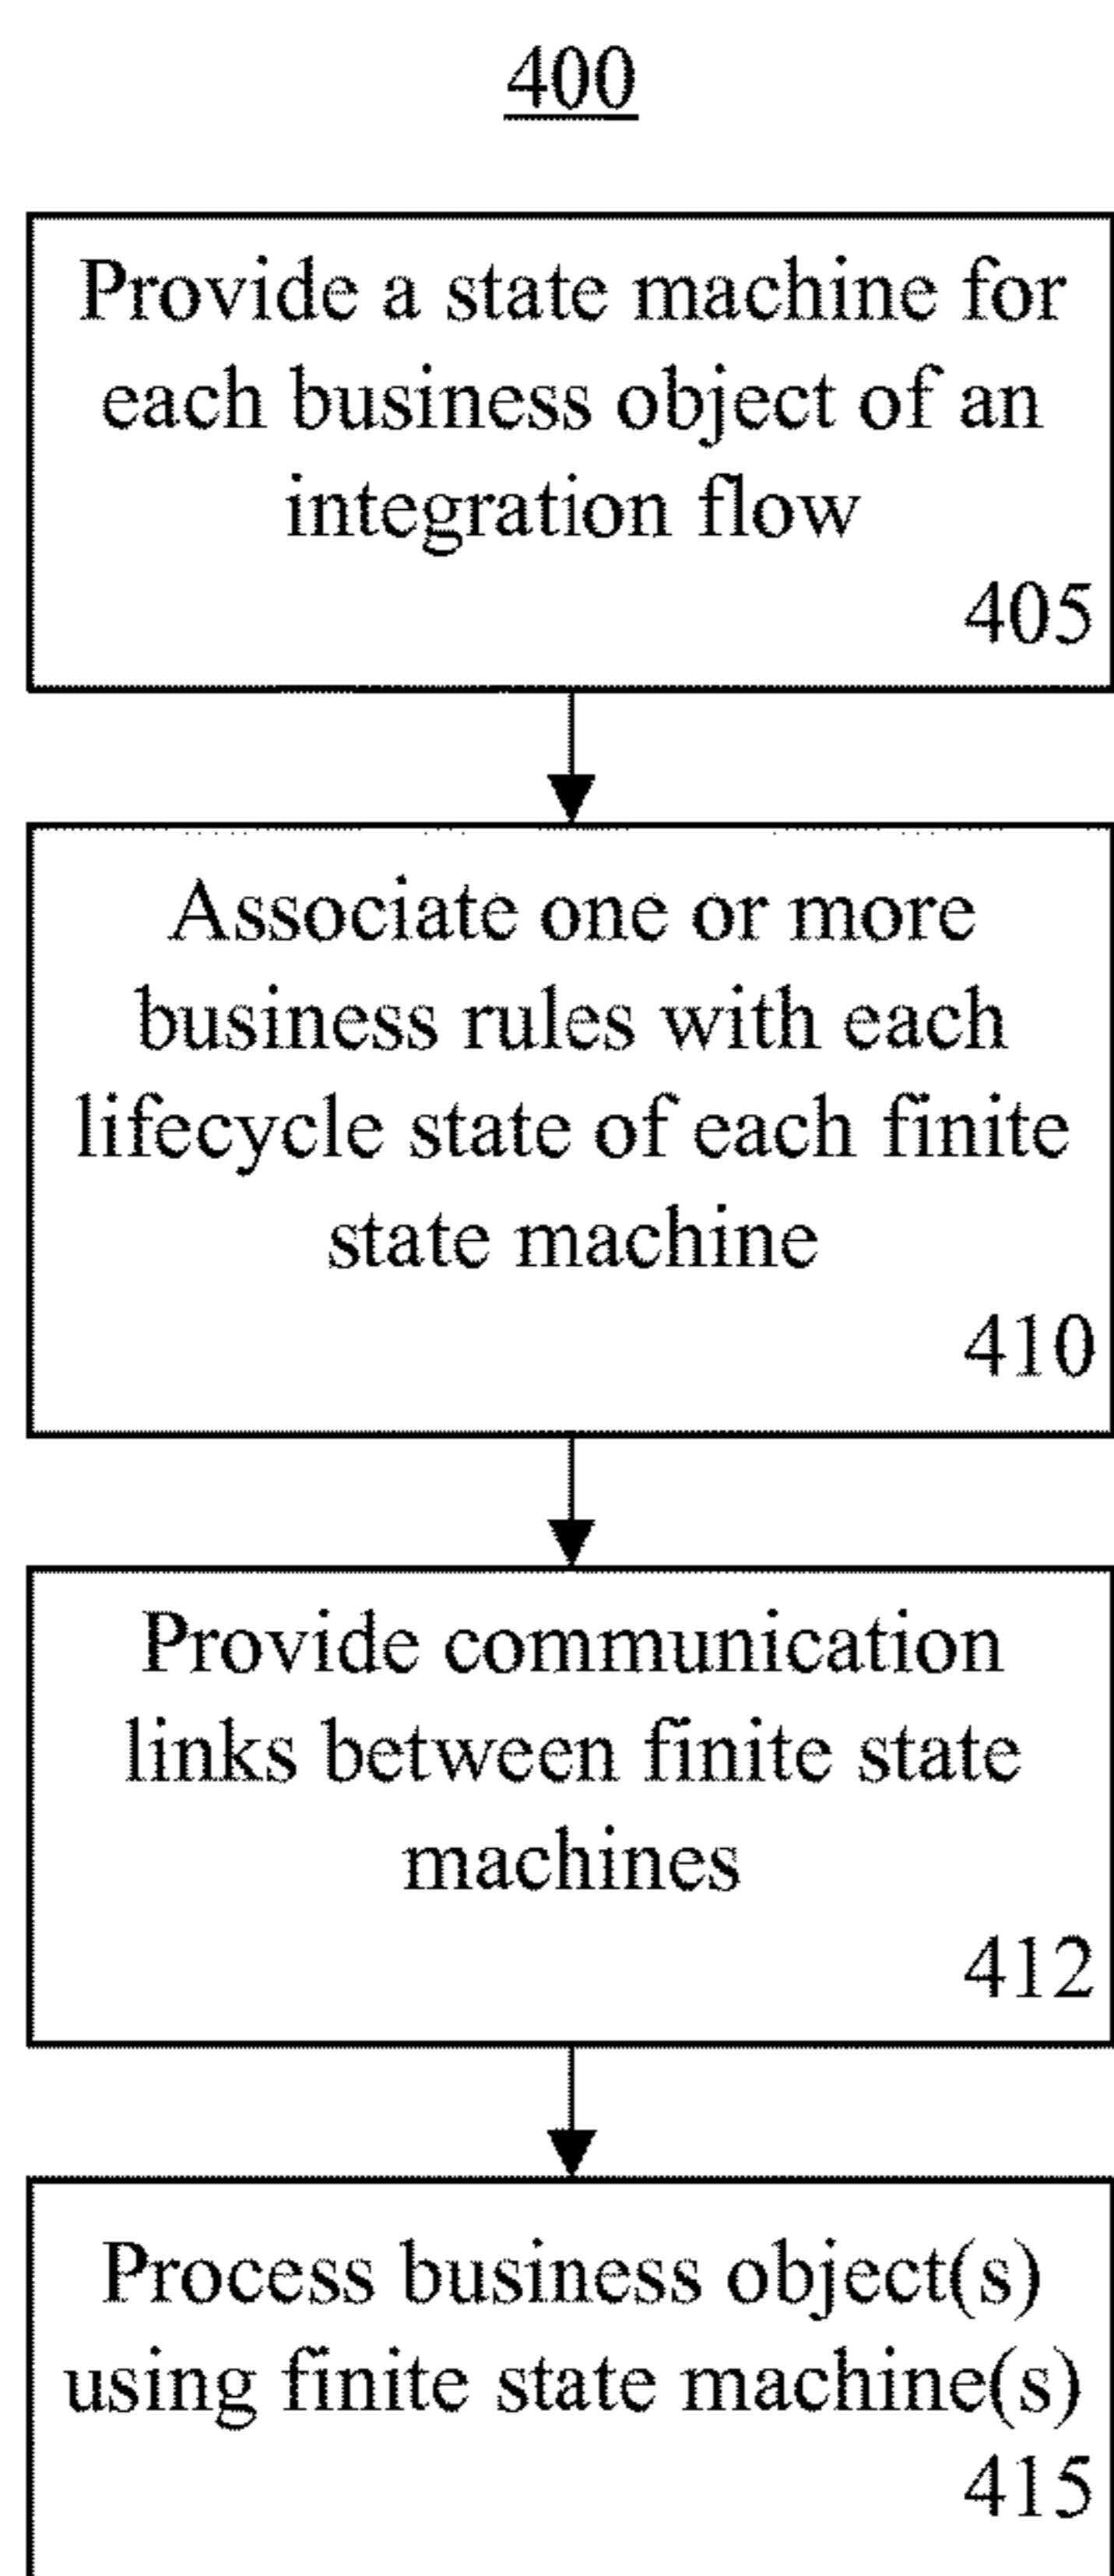 400
Provide a state machine for
each business object of an
integration flow
405
Associate one or more
business rules with each
lifecycle state of each finite
state machine
410
Provide communication
links between finite state
machines
412
Process business object(s)
using finite state machine(s)
415